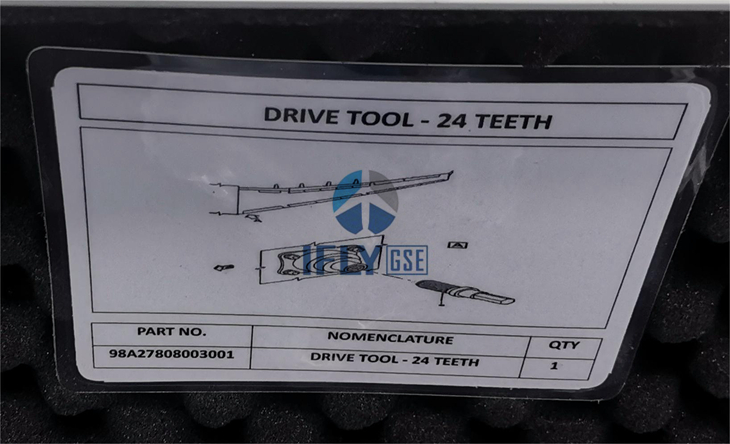 DRIVE TOOL - 24 TEETH
IFLY GSE
PART NO.
NOMENCLATURE
QTY
98A27808003001
DRIVE TOOL - 24 TEETH
1